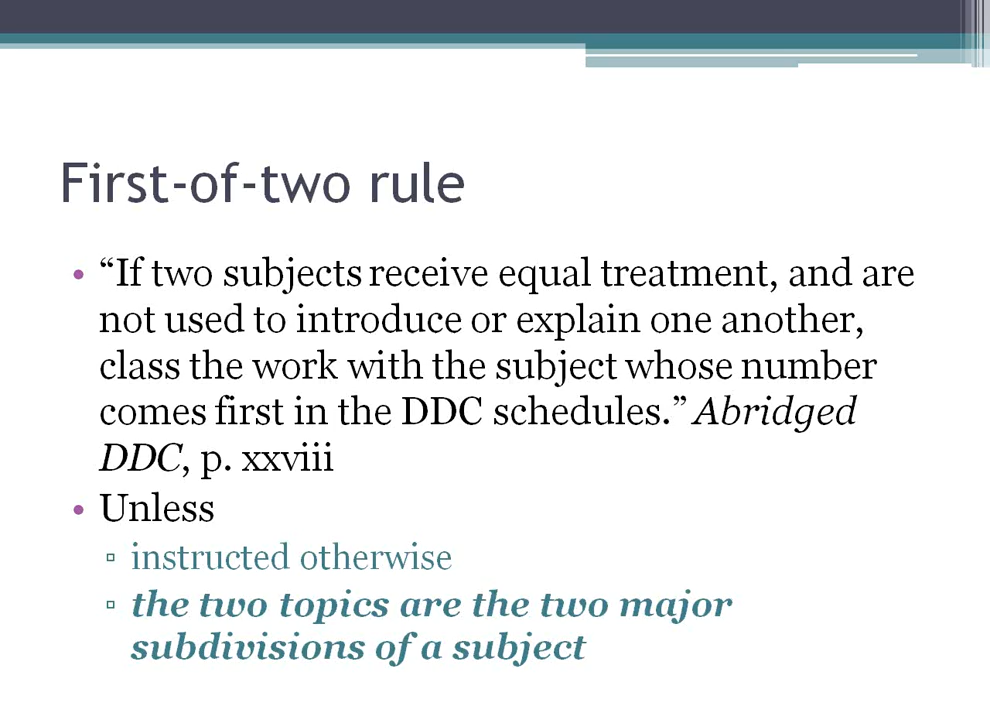 First-of-two rule
• “If two subjects receive equal treatment, and are
not used to introduce or explain one another,
class the work with the subject whose number
comes first in the DDC schedules.” Abridged
DDC, p. xxviii
• Unless
▫ instructed otherwise
▫ the two topics are the two major
subdivisions of a subject